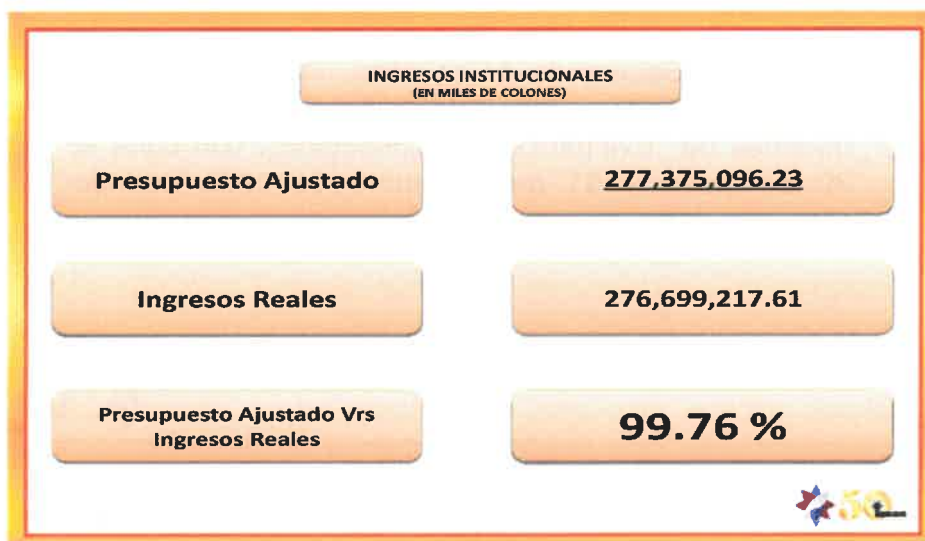 INGRESOS INSTITUCIONALES
(EN MILES DE COLONES)
Presupuesto Ajustado
277,375,096.23
Ingresos Reales
276,699,217.61
Presupuesto Ajustado Vrs
Ingresos Reales
99.76 %
50